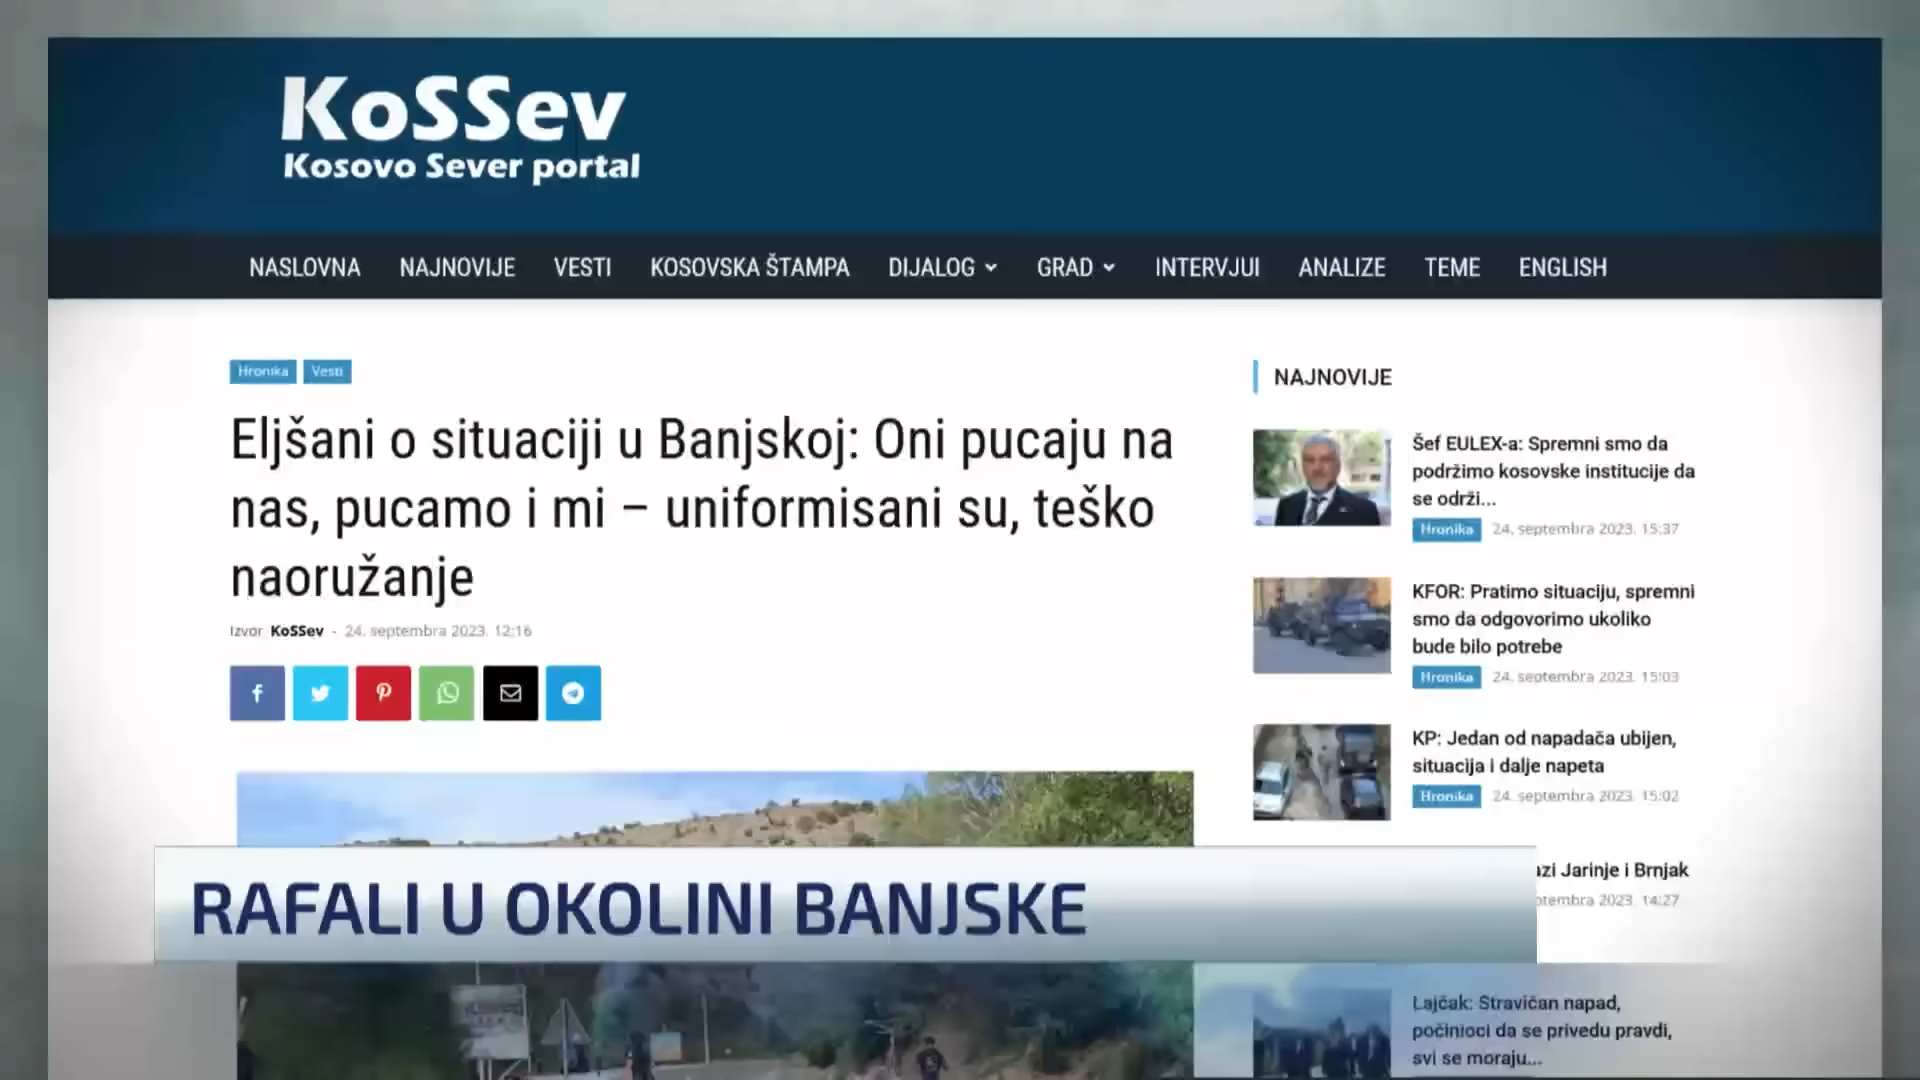 KoSSev
Kosovo Sever portal
NASLOVNA NAJNOVIJE VESTI KOSOVSKA ŠTAMPA DIJALOG GRAD INTERVJUI ANALIZE TEME ENGLISH
Hronika Vesti
Eljšani o situaciji u Banjskoj: Oni pucaju na
nas, pucamo i mi – uniformisani su, teško
naoružanje
Izvor KoSSev - 24. septembra 2023. 12:16
NAJNOVIJE
Šef EULEX-a: Spremni smo da
podržimo kosovske institucije da
se održi...
Hronika 24. septembra 2023. 15:37
KFOR: Pratimo situaciju, spremni
smo da odgovorimo ukoliko
bude bilo potrebe
Hronika 24. septembra 2023. 15:03
KP: Jedan od napadača ubijen,
situacija i dalje napeta
Hronika 24. septembra 2023. 15:02
Jarinje i Brnjak
2023. 14:27
Lajčak: Stravičan napad,
počinioci da se privedu pravdi,
svi se moraju...
RAFALI U OKOLINI BANJSKE